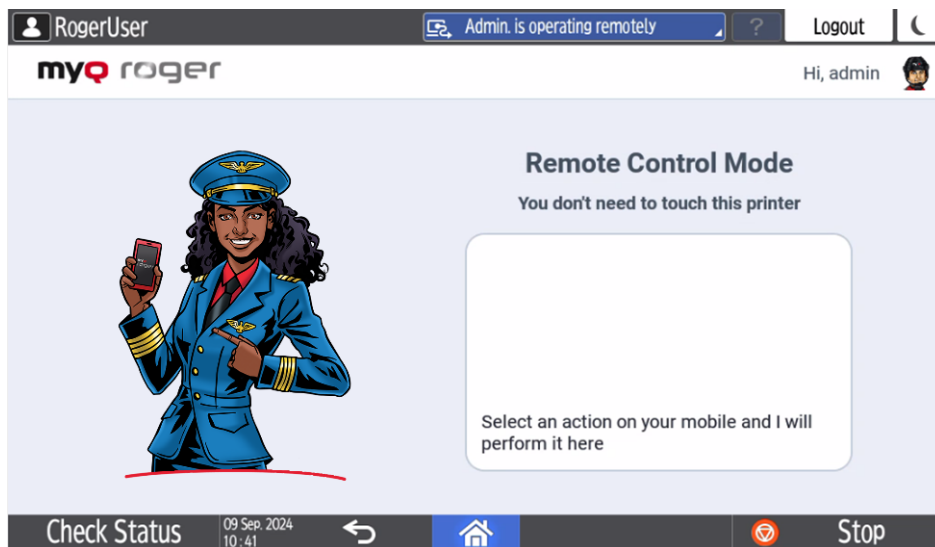 RogerUser
Admin. is operating remotely
?
Logout
myQ roger
Hi, admin
Remote Control Mode
You don't need to touch this printer
Select an action on your mobile and I will
perform it here
Check Status
09 Sep. 2024
10:41
Stop